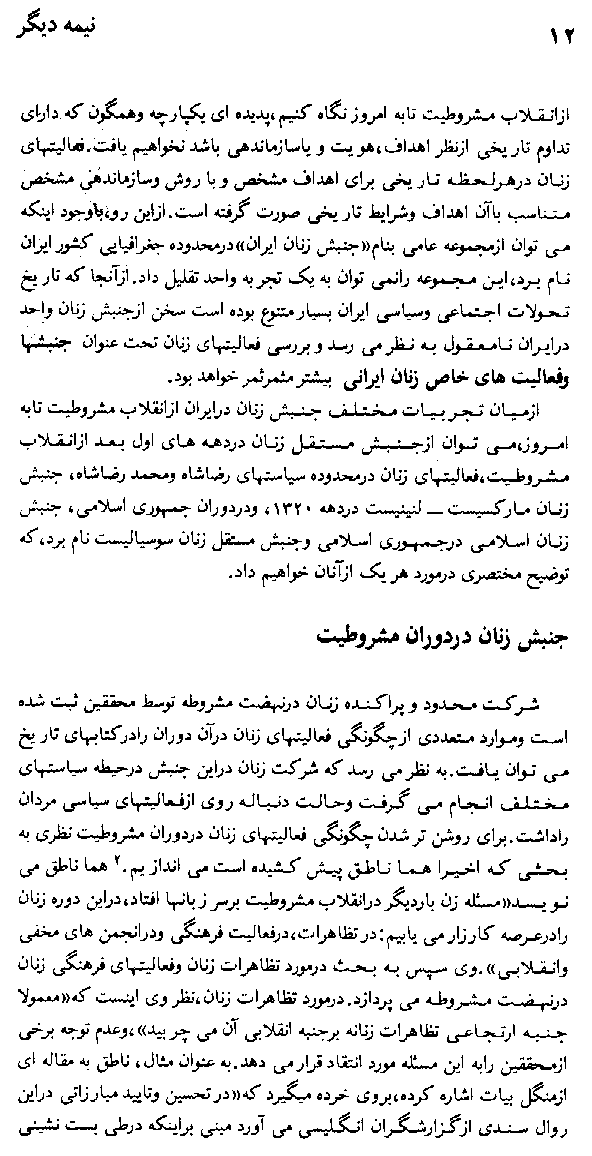 ۱۲
نیمه دیگر
ازانقلاب مشروطیت تابه امروز نگاه کنیم،پدیده ای یکپارچه وهمگون که دارای
تداوم تاریخی ازنظر اهداف،هویت و یاسازماندهی باشد نخواهیم یافت.فعالیتهای
زنان درهرلحظه تاریخی برای اهداف مشخص و با روش وسازماندهی مشخص
متناسب باآن اهداف وشرایط تاریخی صورت گرفته است.ازاین رو،باوجود اینکه
می توان ازمجموعه عامی بنام«جنبش زنان ایران»درمحدوده جغرافیایی کشور ایران
نام برد،این مجموعه رانمی توان به یک تجربه واحد تقلیل داد.ازآنجا که تاریخ
تحولات اجتماعی وسیاسی ایران بسیار متنوع بوده است سخن ازجنبش زنان واحد
درایران نامعقول به نظر می رسد و بررسی فعالیتهای زنان تحت عنوان جنبشها
وفعالیت های خاص زنان ایرانی بیشتر مثمرثمر خواهد بود.
ازمیان تجربیات مختلف جنبش زنان درایران ازانقلاب مشروطیت تابه
امروز،می توان ازجنبش مستقل زنان دردهه های اول بعد ازانقلاب
مشروطیت،فعالیتهای زنان درمحدوده سیاستهای رضاشاه ومحمد رضاشاه، جنبش
زنان مارکسیست ــ لنینیست دردهه ۱۳۲۰، ودردوران جمهوری اسلامی، جنبش
زنان اسلامی درجمهوری اسلامی وجنبش مستقل زنان سوسیالیست نام برد،که
توضیح مختصری درمورد هر یک ازآنان خواهیم داد.
جنبش زنان دردوران مشروطیت
شرکت محدود و پراکنده زنان درنهضت مشروطه توسط محققین ثبت شده
است وموارد متعددی ازچگونگی فعالیتهای زنان درآن دوران رادرکتابهای تاریخ
می توان یافت.به نظر می رسد که شرکت زنان دراین جنبش درحیطه سیاستهای
مختلف انجام می گرفت وحالت دنباله روی ازفعالیتهای سیاسی مردان
راداشت.برای روشن تر شدن چگونگی فعالیتهای زنان دردوران مشروطیت نظری به
بحثی که اخیرا هما ناطق پیش کشیده است می اندازیم.۲ هما ناطق می
نویسد«مسئله زن باردیگر درانقلاب مشروطیت برسر زبانها افتاد،دراین دوره زنان
رادرعرصه کارزار می یابیم:در تظاهرات،درفعالیت فرهنگی ودرانجمن های مخفی
وانقلابی».وی سپس به بحث درمورد تظاهرات زنان وفعالیتهای فرهنگی زنان
درنهضت مشروطه می پردازد.درمورد تظاهرات زنان،نظر وی اینست که«معمولا
جنبه ارتجاعی تظاهرات زنانه برجنبه انقلابی آن می چربید»،وعدم توجه برخی
ازمحققین رابه این مسئله مورد انتقاد قرار می دهد.به عنوان مثال، ناطق به مقاله ای
ازمنگل بیات اشاره کرده،بروی خرده میگیرد که«در تحسین وتایید مبارزاتی دراین
روال سندی ازگزارشگران انگلیسی می آورد مبنی براینکه درطی بست نشینی